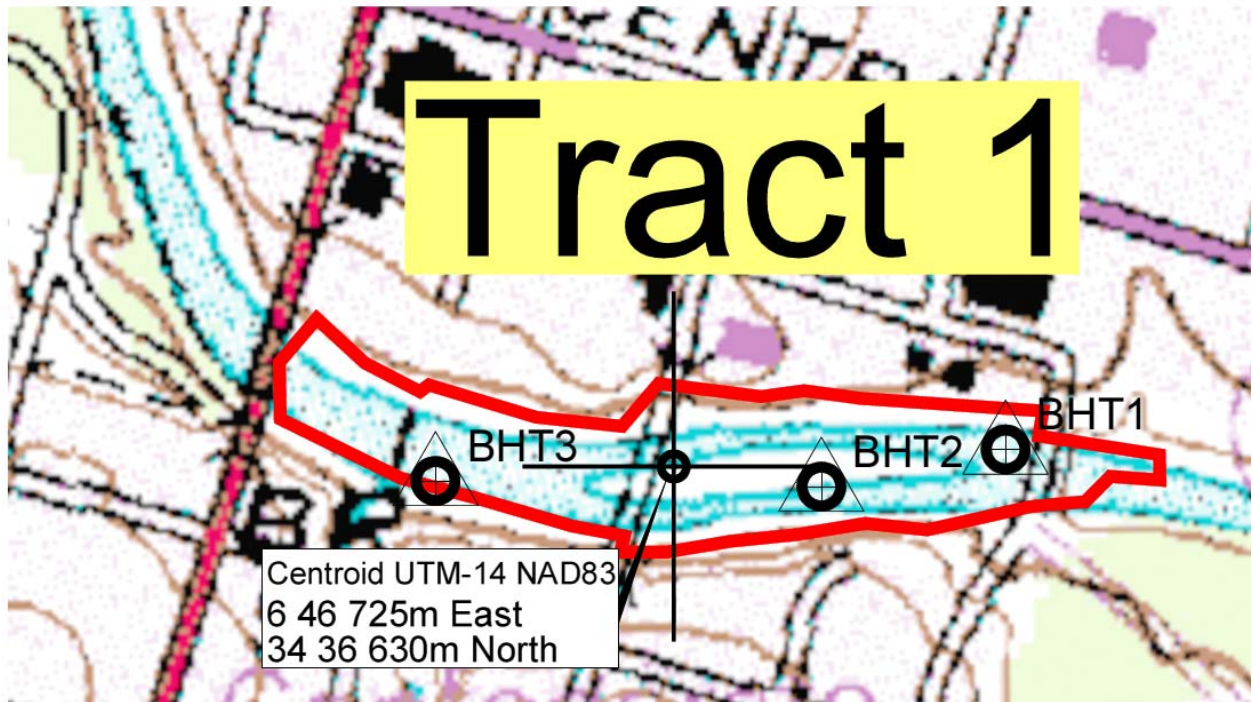 Tract 1
BHT1
BHT3
BHT2
Centroid UTM-14 NAD83
6 46 725m East
34 36 630m North